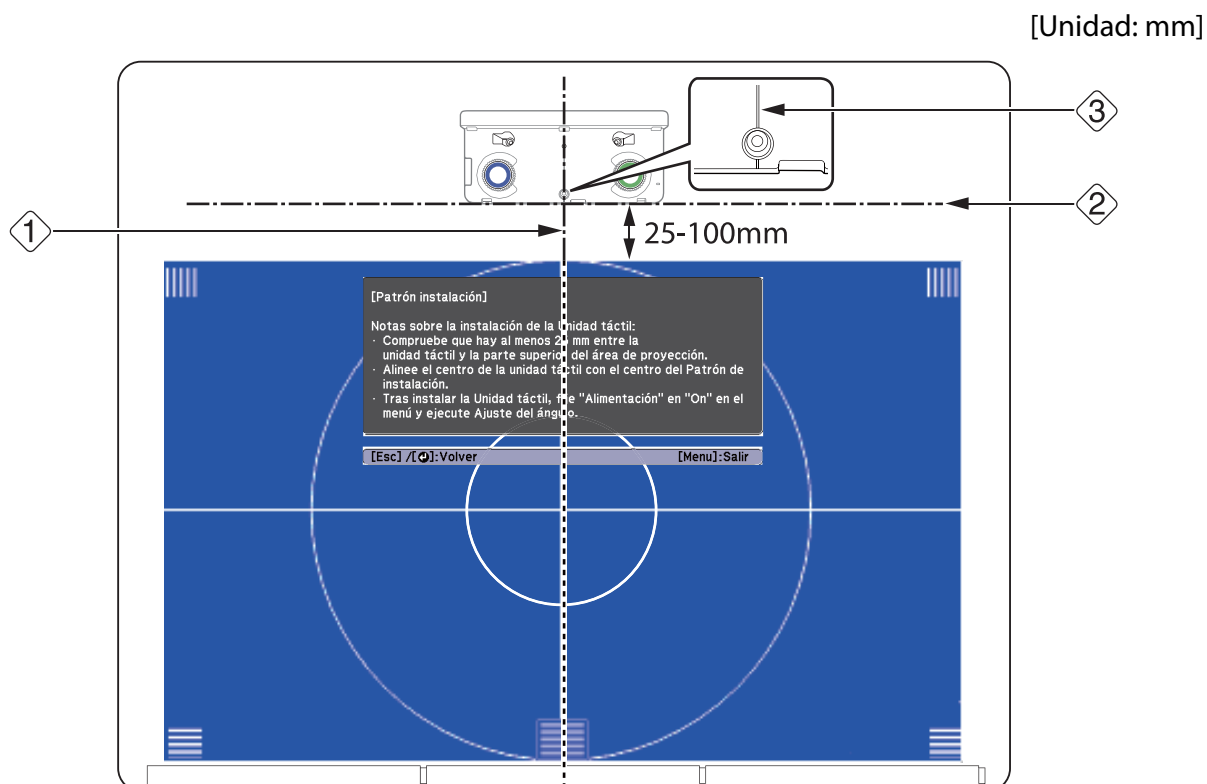 [Unidad: mm]
3
2
1
25-100mm
[Patrón instalación]
Notas sobre la instalación de la Unidad táctil:
· Compruebe que hay al menos 2 mm entre la
unidad táctil y la parte superior del área de proyección.
· Alinee el centro de la unidad táctil con el centro del Patrón de
instalación.
· Tras instalar la Unidad táctil, fije "Alimentación" en "On" en el
menú y ejecute Ajuste del ángulo.
[Esc] /[⏎]:Volver
[Menu]:Salir